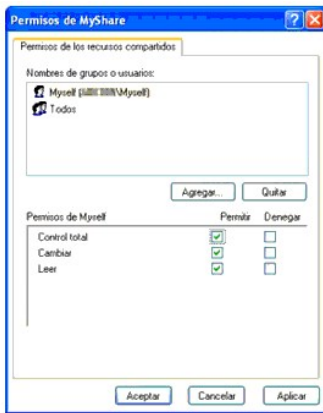 Permisos de MyShare
Permisos de los recursos compartidos
Nombres de grupos o usuarios:
Myself (\Myself)
Todos
Agregar... Quitar
Permisos de Myself Permitir Denegar
Control total
Cambiar
Leer
Aceptar Cancelar Aplicar